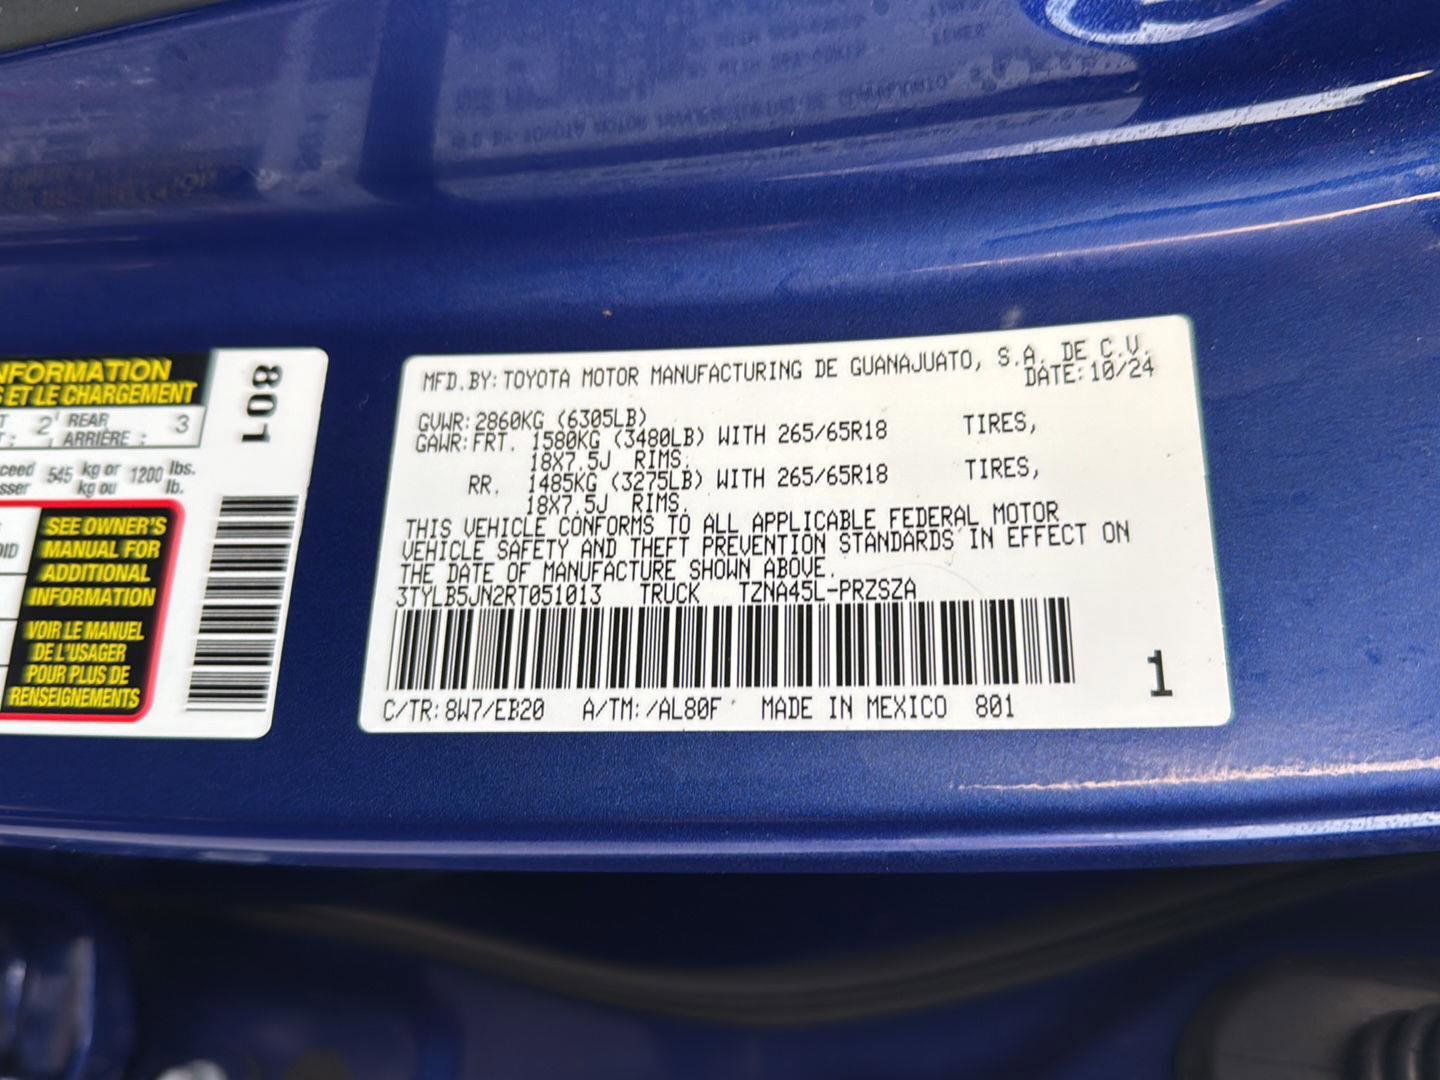 NFORMATION
S ET LE CHARGEMENT
2 REAR
ARRIÈRE : 3
ceed 545 kg or 1200 lbs.
sser kg ou lb.
SEE OWNER'S
MANUAL FOR
ADDITIONAL
INFORMATION
VOIR LE MANUEL
DE L'USAGER
POUR PLUS DE
RENSEIGNEMENTS
801
MFD.BY:TOYOTA MOTOR MANUFACTURING DE GUANAJUATO, S.A. DE C.V.
DATE:10/24
GVWR:2860KG (6305LB)
GAWR:FRT. 1580KG (3480LB) WITH 265/65R18 TIRES,
18X7.5J RIMS.
RR. 1485KG (3275LB) WITH 265/65R18 TIRES,
18X7.5J RIMS.
THIS VEHICLE CONFORMS TO ALL APPLICABLE FEDERAL MOTOR
VEHICLE SAFETY AND THEFT PREVENTION STANDARDS IN EFFECT ON
THE DATE OF MANUFACTURE SHOWN ABOVE.
3TYLB5JN2RT051013 TRUCK TZNA45L-PRZSZA
1
C/TR:8W7/EB20 A/TM:/AL80F MADE IN MEXICO 801